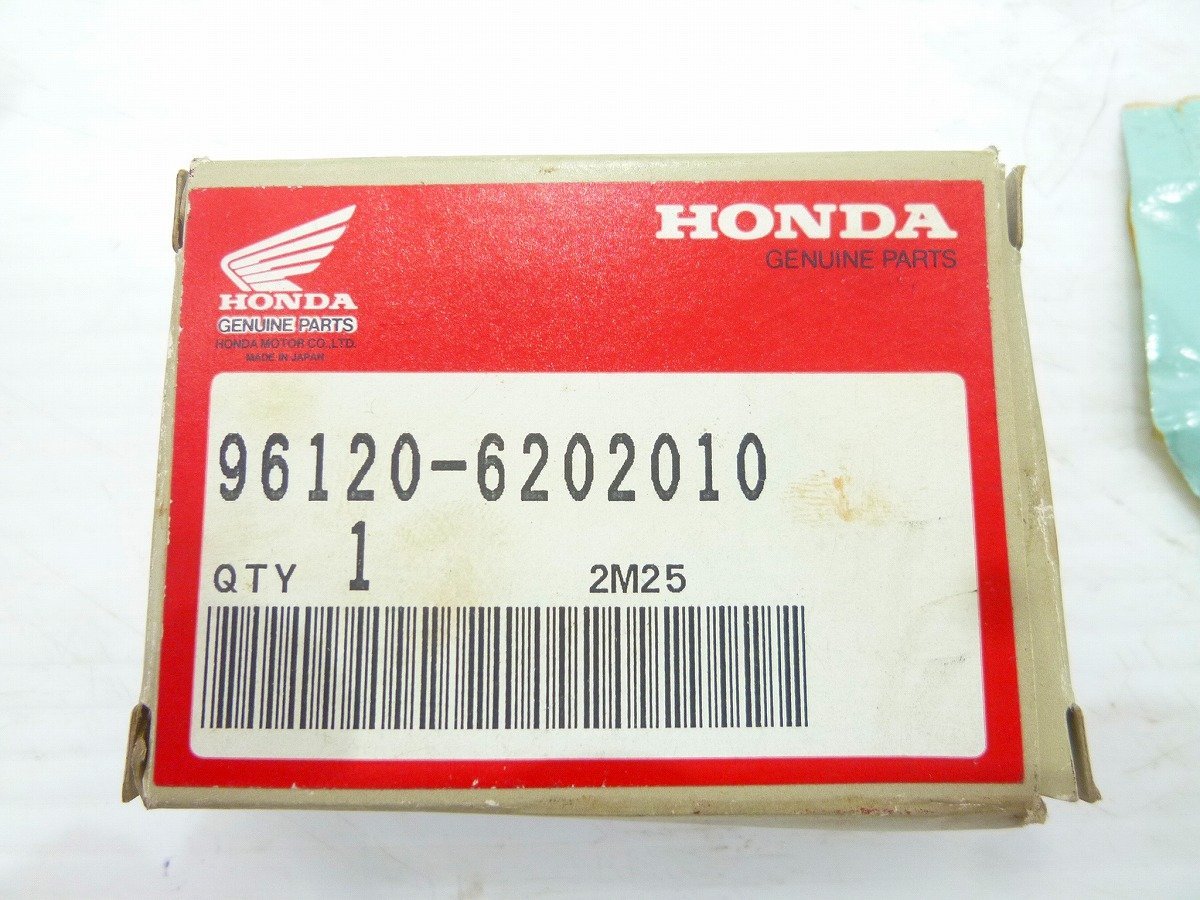 HONDA
GENUINE PARTS
HONDA
GENUINE PARTS
HONDA MOTOR CO., LTD.
MADE IN JAPAN
96120-6202010
QTY 1 2M25